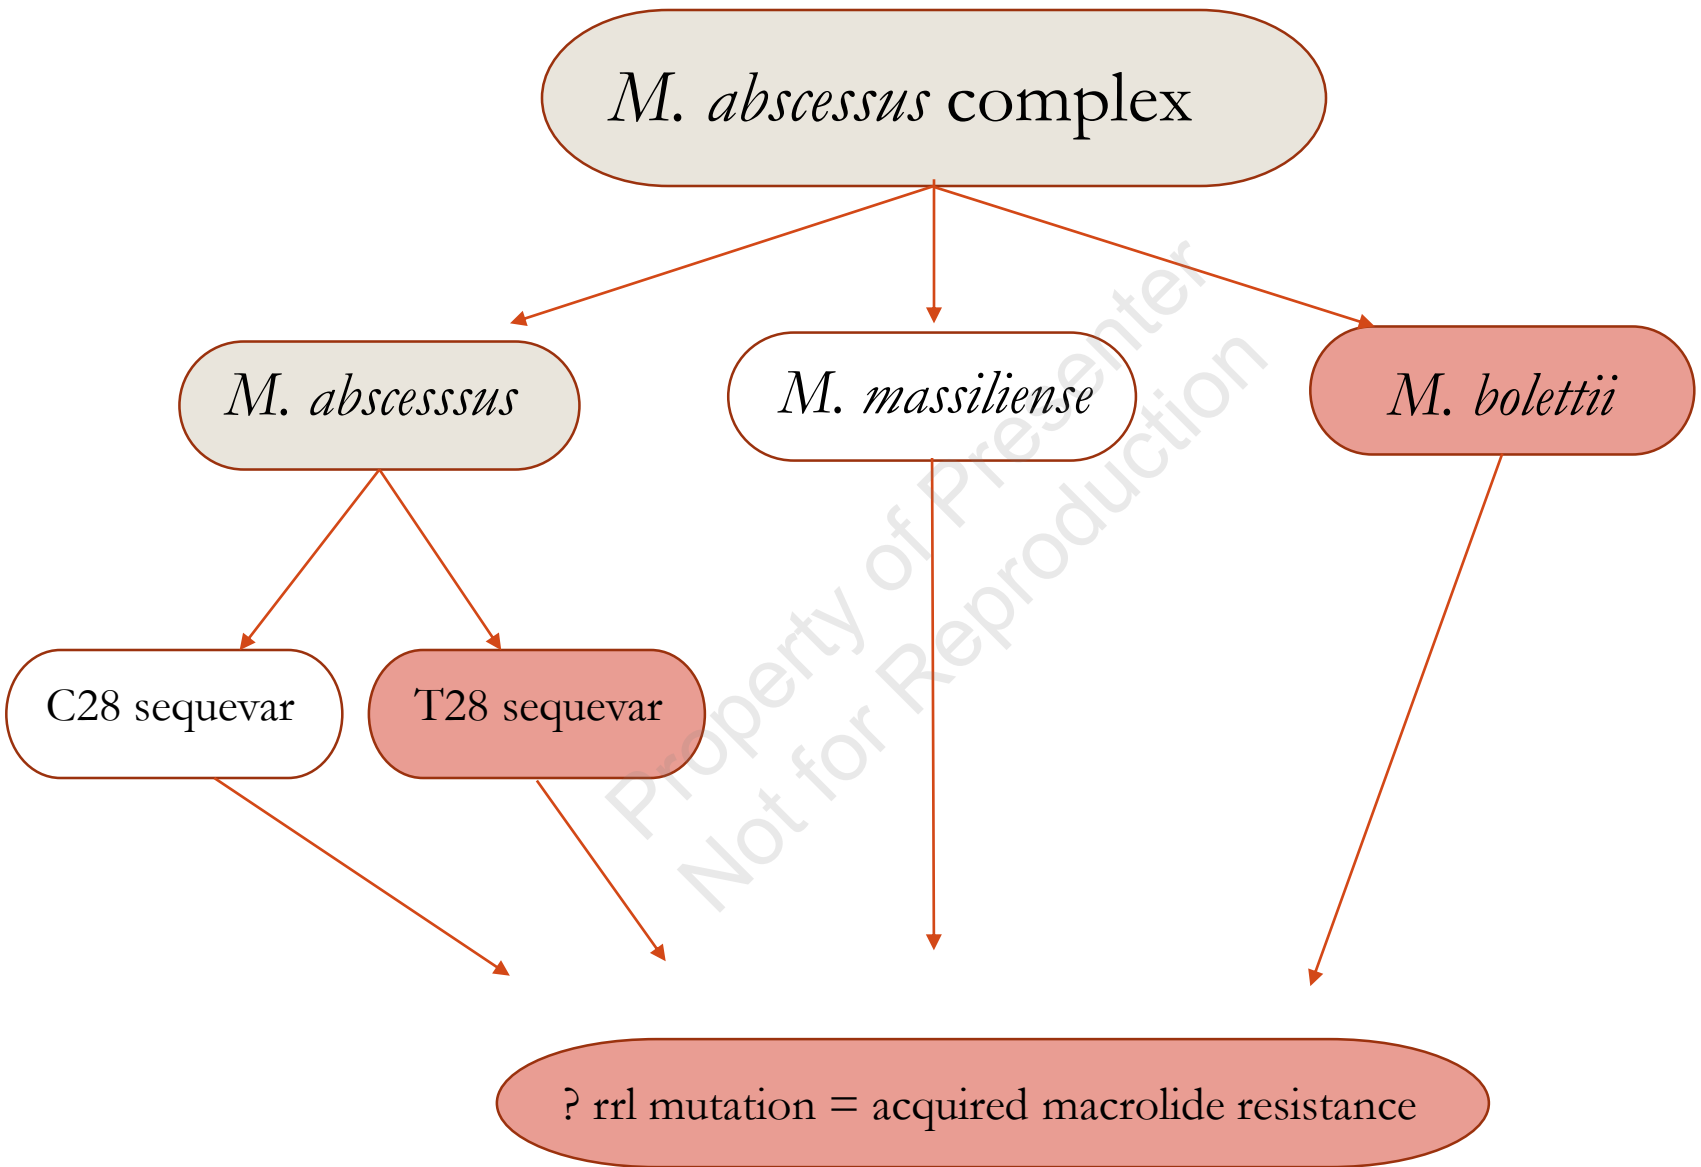 M. abscessus complex
M. abscesssus
M. massiliense
M. bolettii
C28 sequevar
T28 sequevar
Property of Presenter
Not for Reproduction
? rrl mutation = acquired macrolide resistance